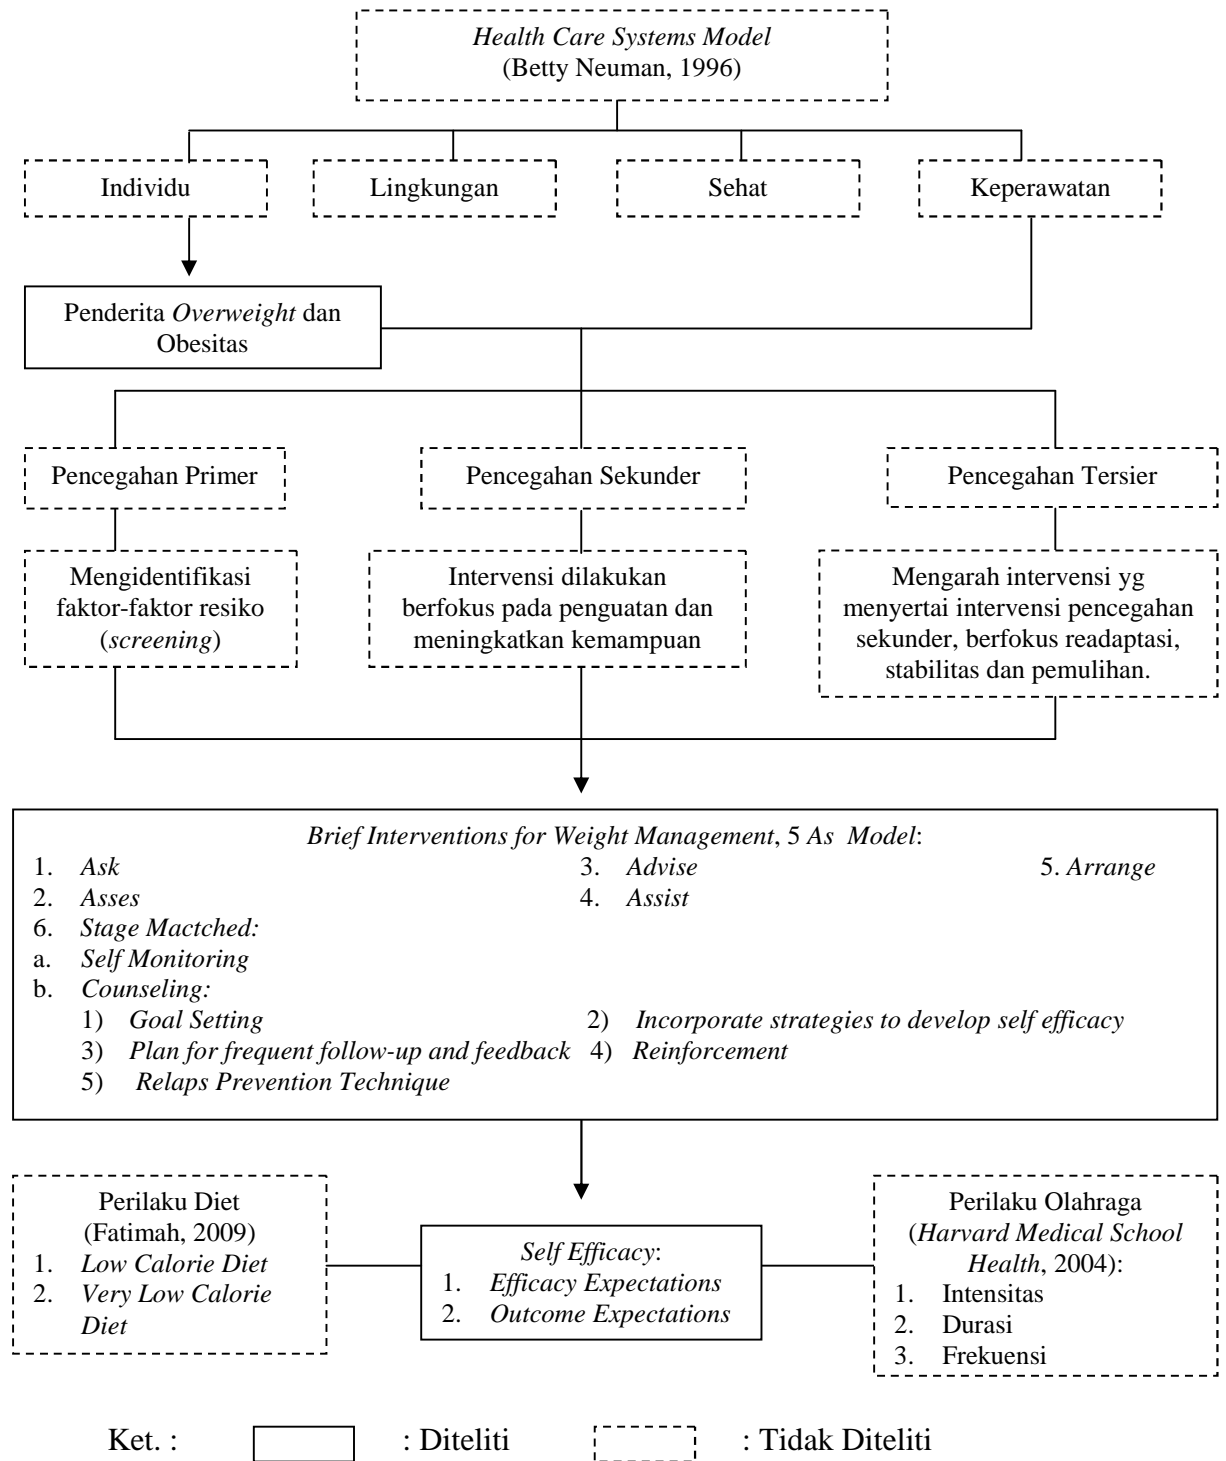 Health Care Systems Model
(Betty Neuman, 1996)
Individu
Lingkungan
Sehat
Keperawatan
Penderita Overweight dan
Obesitas
Pencegahan Primer
Pencegahan Sekunder
Pencegahan Tersier
Mengidentifikasi
faktor-faktor resiko
(screening)
Intervensi dilakukan
berfokus pada penguatan dan
meningkatkan kemampuan
Mengarah intervensi yg
menyertai intervensi pencegahan
sekunder, berfokus readaptasi,
stabilitas dan pemulihan.
Brief Interventions for Weight Management, 5 As Model:
1. Ask 3. Advise 5. Arrange
2. Asses 4. Assist
6. Stage Mactched:
a. Self Monitoring
b. Counseling:
1) Goal Setting 2) Incorporate strategies to develop self efficacy
3) Plan for frequent follow-up and feedback 4) Reinforcement
5) Relaps Prevention Technique
Perilaku Diet
(Fatimah, 2009)
1. Low Calorie Diet
2. Very Low Calorie
Diet
Self Efficacy:
1. Efficacy Expectations
2. Outcome Expectations
Perilaku Olahraga
(Harvard Medical School
Health, 2004):
1. Intensitas
2. Durasi
3. Frekuensi
Ket. : : Diteliti : Tidak Diteliti